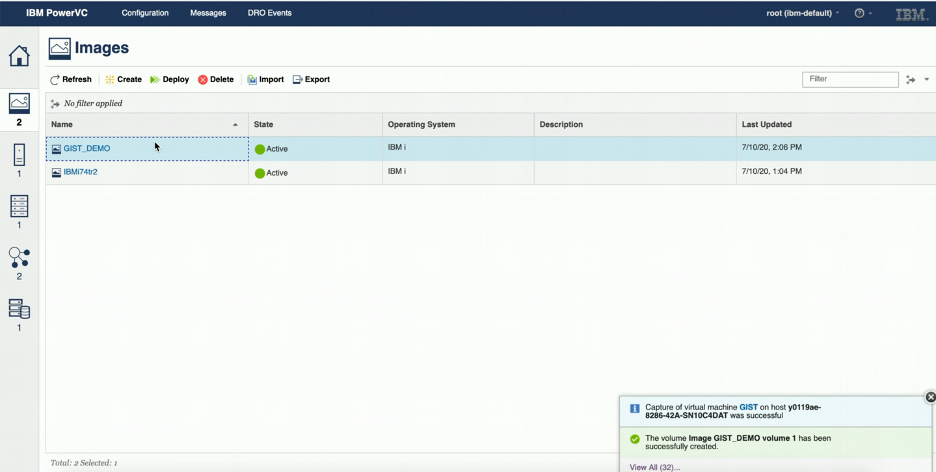 IBM PowerVC Configuration Messages DRO Events root (ibm-default) IBM
Images
Refresh Create Deploy Delete Import Export Filter
No filter applied
Name State Operating System Description Last Updated
GIST_DEMO Active IBM i 7/10/20, 2:06 PM
IBMi74tr2 Active IBM i 7/10/20, 1:04 PM
2
1
1
2
1
Capture of virtual machine GIST on host y0119ae-
8286-42A-SN10C4DAT was successful
The volume Image GIST_DEMO volume 1 has been
successfully created.
View All (32)...
Total: 2 Selected: 1